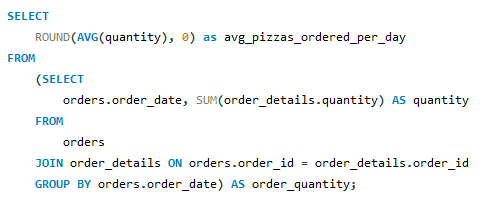 SELECT
ROUND(AVG(quantity), 0) as avg_pizzas_ordered_per_day
FROM
(SELECT
orders.order_date, SUM(order_details.quantity) AS quantity
FROM
orders
JOIN order_details ON orders.order_id = order_details.order_id
GROUP BY orders.order_date) AS order_quantity;